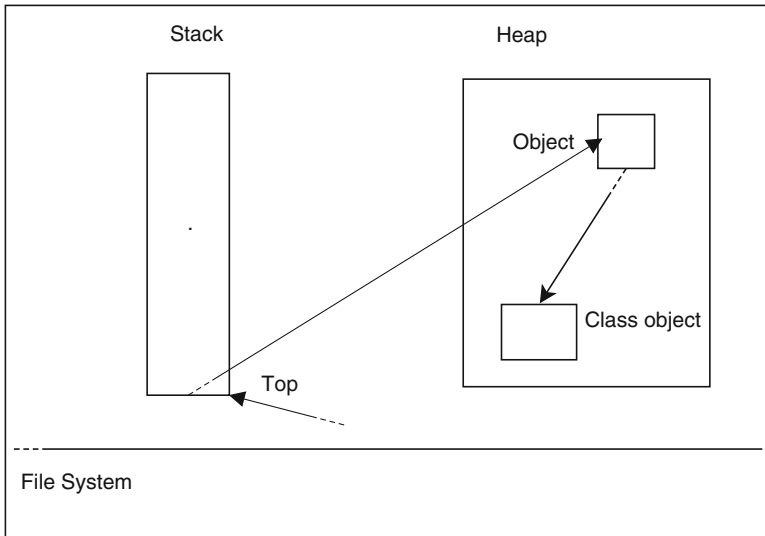 Stack
Heap
Object
Class object
Top
File System